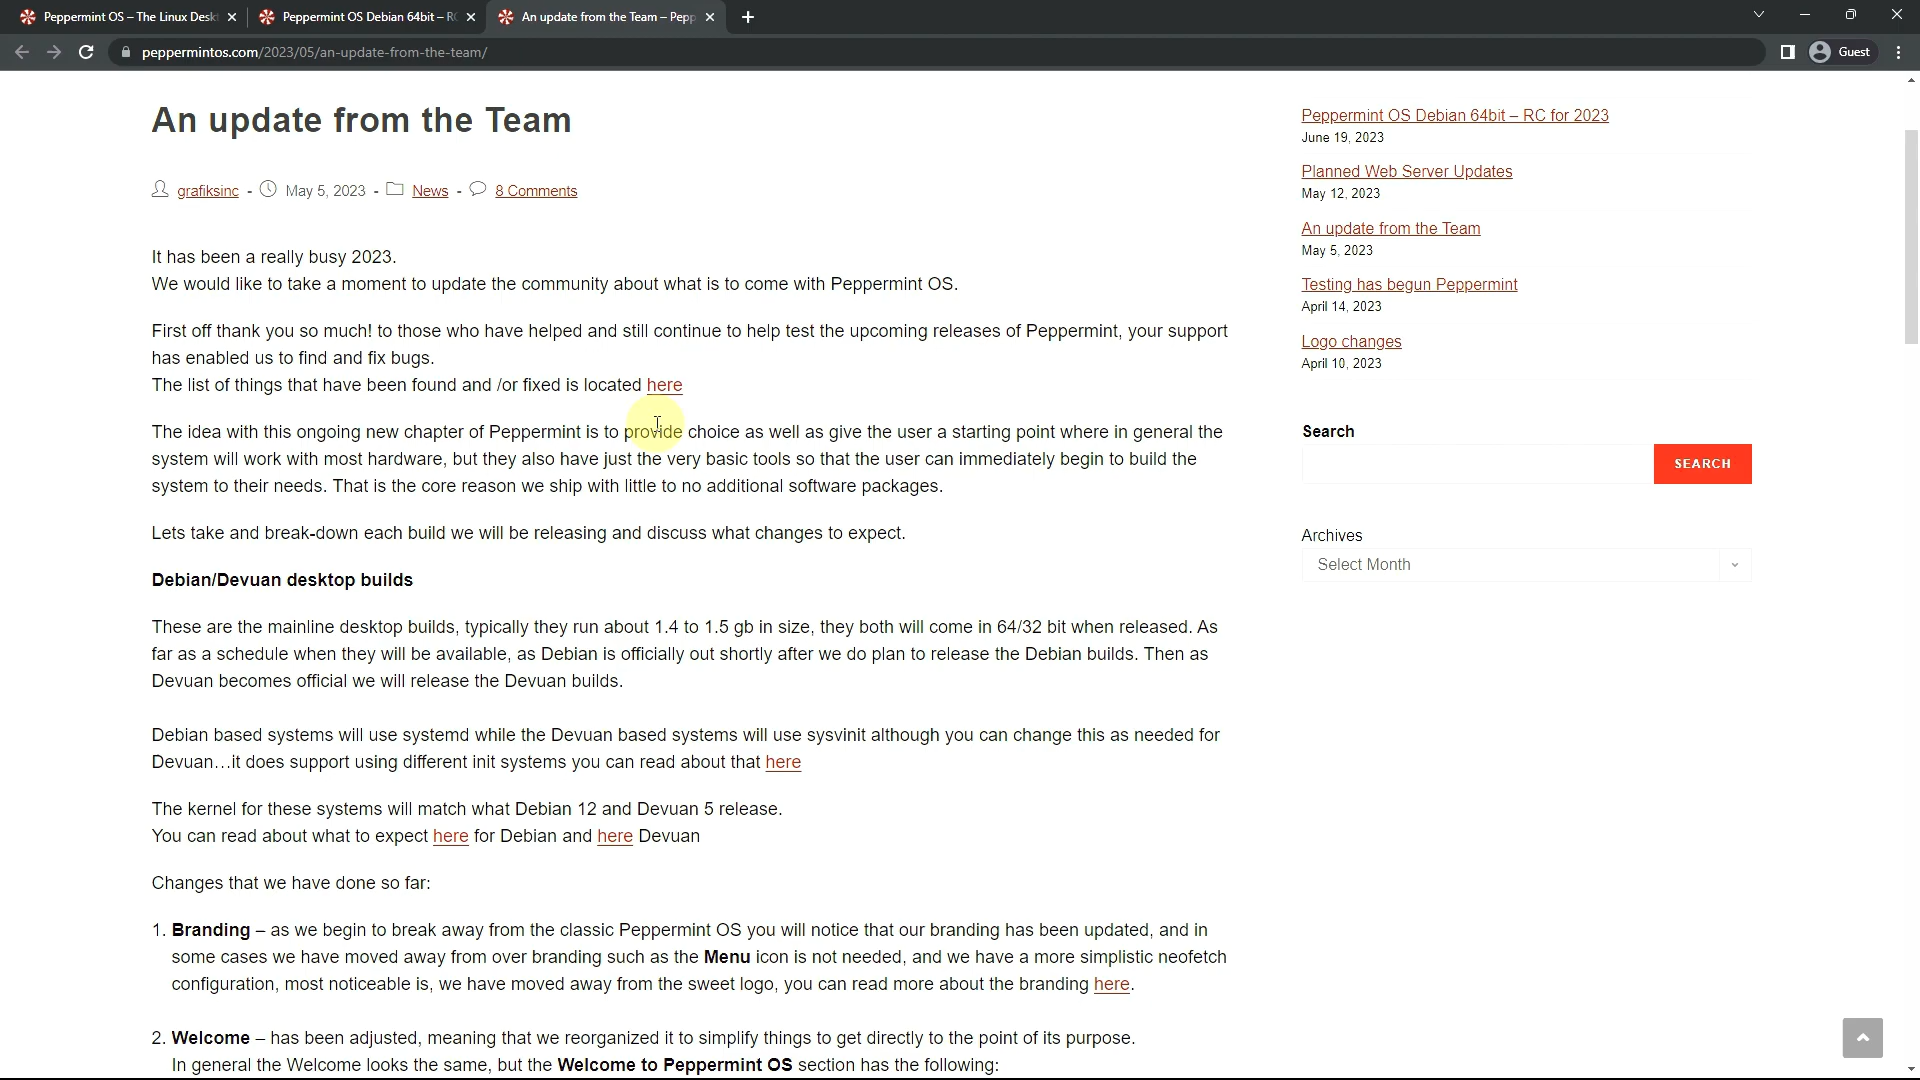 Peppermint OS – The Linux Desk
Peppermint OS Debian 64bit – RC
An update from the Team – Pepp
peppermintos.com/2023/05/an-update-from-the-team/
Guest
An update from the Team
grafiksinc - May 5, 2023 - News - 8 Comments
It has been a really busy 2023.
We would like to take a moment to update the community about what is to come with Peppermint OS.
First off thank you so much! to those who have helped and still continue to help test the upcoming releases of Peppermint, your support
has enabled us to find and fix bugs.
The list of things that have been found and /or fixed is located here
The idea with this ongoing new chapter of Peppermint is to provide choice as well as give the user a starting point where in general the
system will work with most hardware, but they also have just the very basic tools so that the user can immediately begin to build the
system to their needs. That is the core reason we ship with little to no additional software packages.
Lets take and break-down each build we will be releasing and discuss what changes to expect.
Debian/Devuan desktop builds
These are the mainline desktop builds, typically they run about 1.4 to 1.5 gb in size, they both will come in 64/32 bit when released. As
far as a schedule when they will be available, as Debian is officially out shortly after we do plan to release the Debian builds. Then as
Devuan becomes official we will release the Devuan builds.
Debian based systems will use systemd while the Devuan based systems will use sysvinit although you can change this as needed for
Devuan…it does support using different init systems you can read about that here
The kernel for these systems will match what Debian 12 and Devuan 5 release.
You can read about what to expect here for Debian and here Devuan
Changes that we have done so far:
1. Branding – as we begin to break away from the classic Peppermint OS you will notice that our branding has been updated, and in
some cases we have moved away from over branding such as the Menu icon is not needed, and we have a more simplistic neofetch
configuration, most noticeable is, we have moved away from the sweet logo, you can read more about the branding here.
2. Welcome – has been adjusted, meaning that we reorganized it to simplify things to get directly to the point of its purpose.
In general the Welcome looks the same, but the Welcome to Peppermint OS section has the following:
Peppermint OS Debian 64bit – RC for 2023
June 19, 2023
Planned Web Server Updates
May 12, 2023
An update from the Team
May 5, 2023
Testing has begun Peppermint
April 14, 2023
Logo changes
April 10, 2023
Search
SEARCH
Archives
Select Month